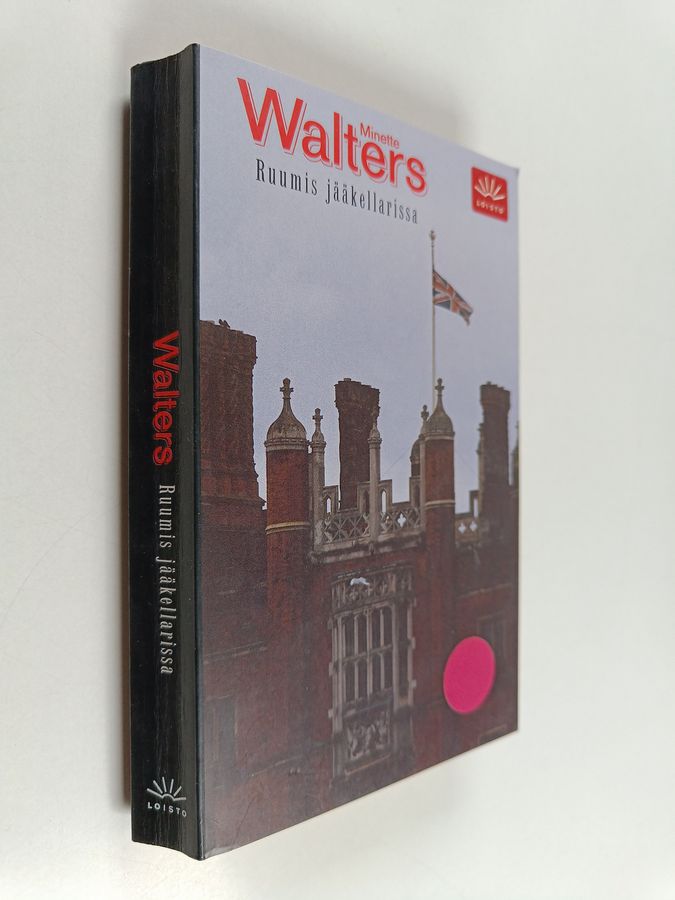 Minette
Walters
Ruumis jääkellarissa
LOISTO
Walters
Ruumis jääkellarissa
LOISTO